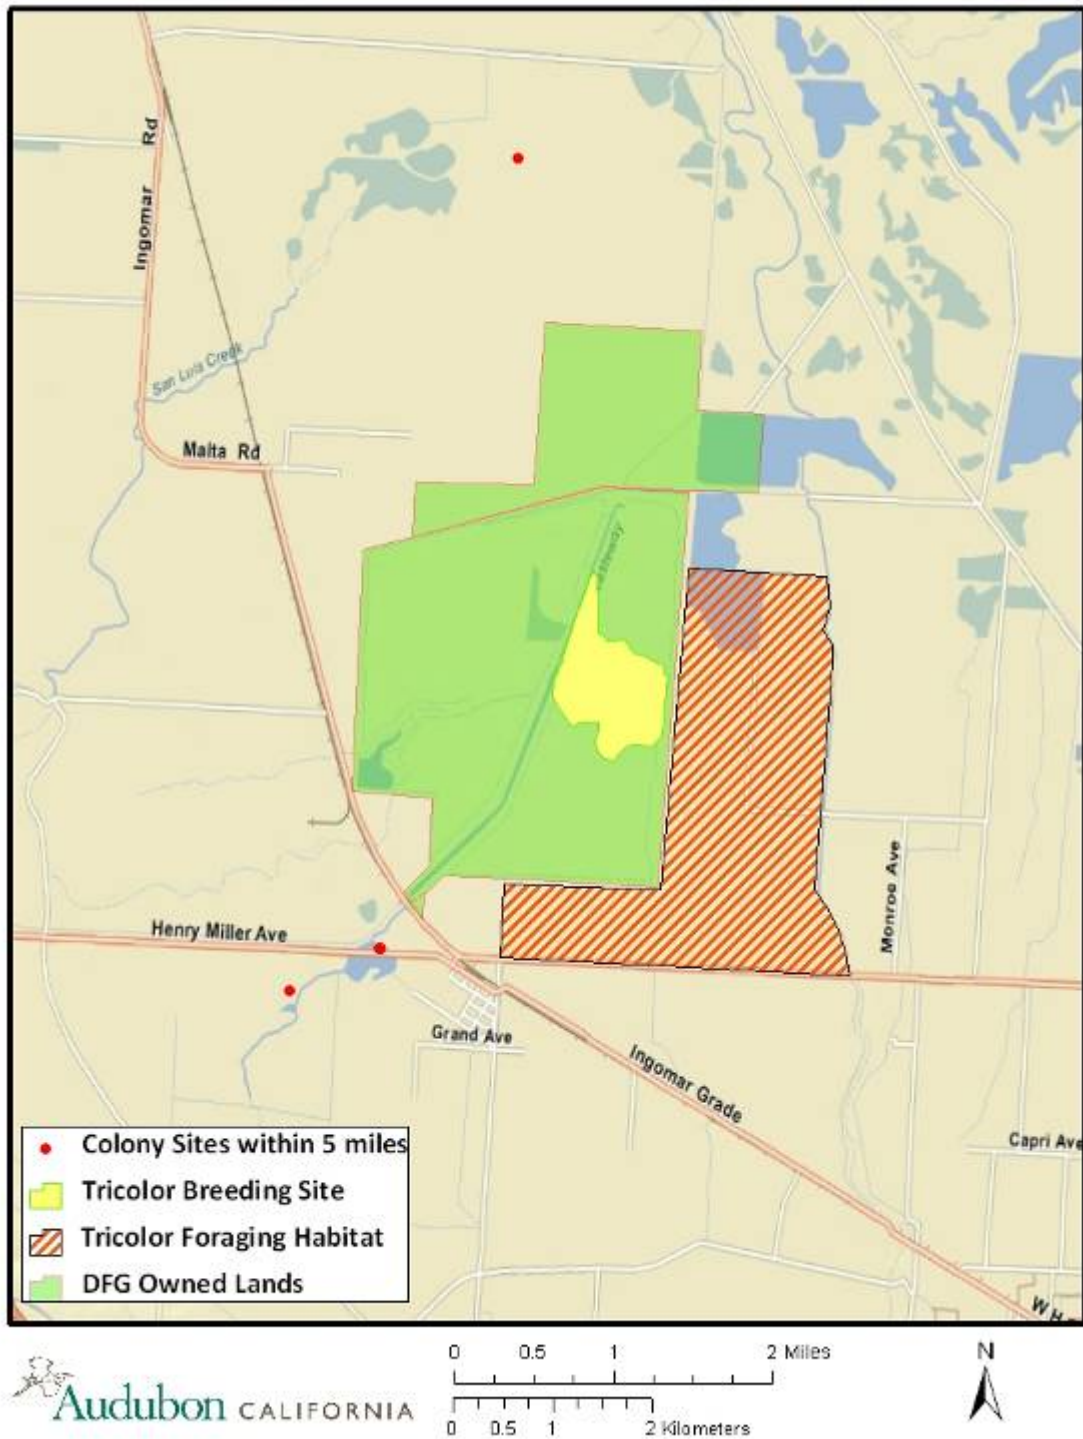 Ingomar Rd
San Luis Creek
Malta Rd
Henry Miller Ave
Monroe Ave
Grand Ave
Ingomar Grade
Capri Ave
W H
Colony Sites within 5 miles
Tricolor Breeding Site
Tricolor Foraging Habitat
DFG Owned Lands
Audubon CALIFORNIA
0 0.5 1 2 Miles
0 0.5 1 2 Kilometers
N